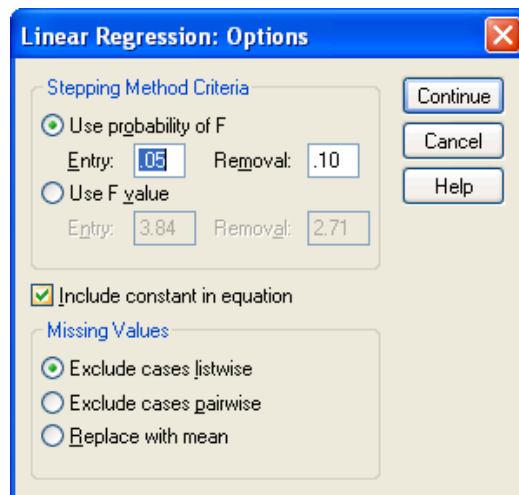 Linear Regression: Options
Stepping Method Criteria
Use probability of F
Entry: .05 Removal: .10
Use F value
Entry: 3.84 Removal: 2.71
Include constant in equation
Missing Values
Exclude cases listwise
Exclude cases pairwise
Replace with mean
Continue
Cancel
Help